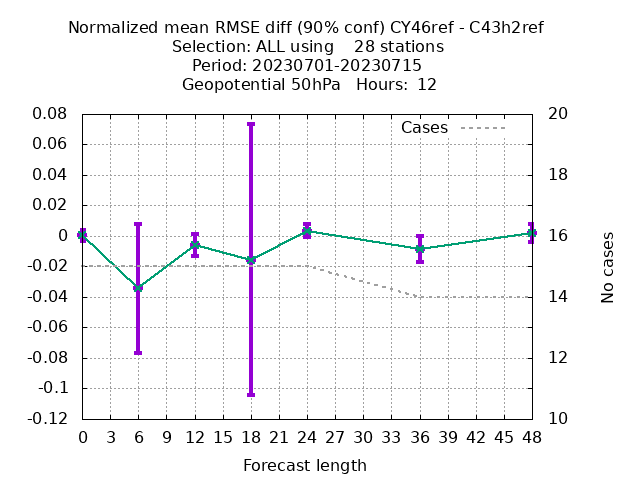 Normalized mean RMSE diff (90% conf) CY46ref - C43h2ref
Selection: ALL using    28 stations
Period: 20230701-20230715
Geopotential 50hPa   Hours:  12
Cases
0.08
0.06
0.04
0.02
0
-0.02
-0.04
-0.06
-0.08
-0.1
-0.12
20
18
16
14
12
10
No cases
0 3 6 9 12 15 18 21 24 27 30 33 36 39 42 45 48
Forecast length